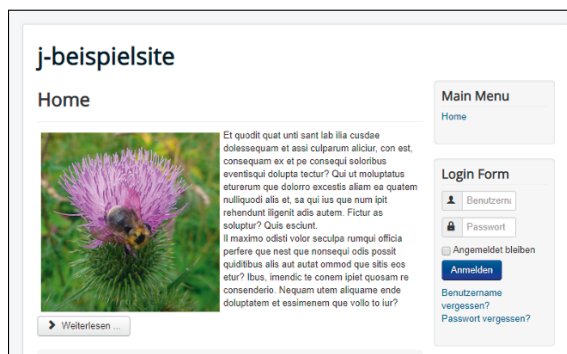 j-beispielsite
Home
Et quodit quat unti sant lab ilia cusdae
dolessequam et assi culparum aliciur, con est,
consequam ex et pe consequi soloribus
eventisqui dolupta tectur? Qui ut moluptatus
eturerum que dolorro excestis aliam ea quatem
nulliquodi alis et, sa qui ius que num ipit
rehendunt iligenit adis autem. Fictur as
soluptur? Quis esciunt.
Il maximo odisti volor seculpa rumqui officia
perfere que nest que nonsequi odis possit
quiditibus alis aut autat ommod que sitis eos
etur? Ibus, imendic te conem ipiet quosam re
consenderio. Nequam utem aliquame ende
doluptatem et essimenem que vollo to iur?
Weiterlesen ...
Main Menu
Home
Login Form
Benutzernu
Passwort
Angemeldet bleiben
Anmelden
Benutzername
vergessen?
Passwort vergessen?